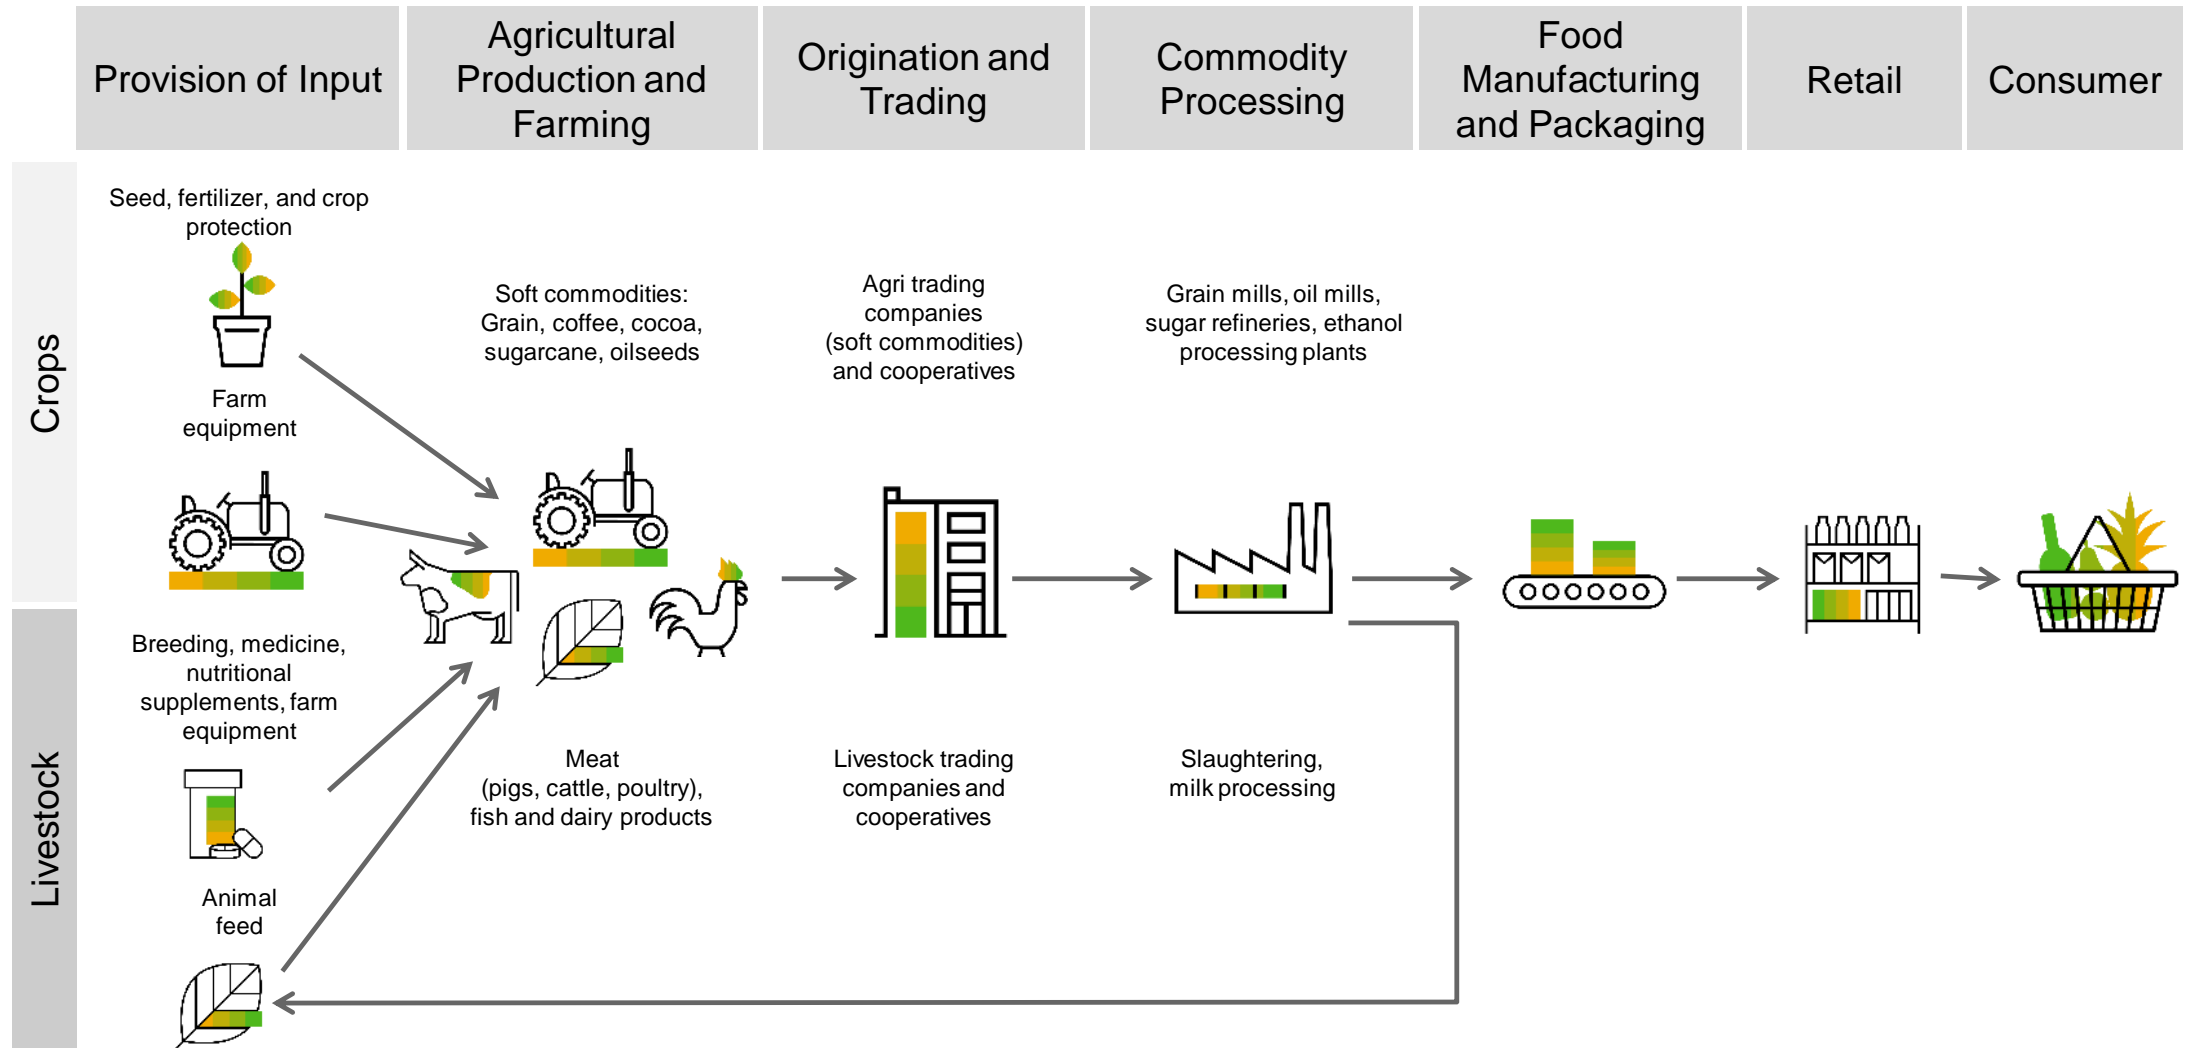 Provision of Input
Agricultural
Production and
Farming
Origination and
Trading
Commodity
Processing
Food
Manufacturing
and Packaging
Retail
Consumer
Crops
Seed, fertilizer, and crop
protection
Farm
equipment
Soft commodities:
Grain, coffee, cocoa,
sugarcane, oilseeds
Agri trading
companies
(soft commodities)
and cooperatives
Grain mills, oil mills,
sugar refineries, ethanol
processing plants
Livestock
Breeding, medicine,
nutritional
supplements, farm
equipment
Animal
feed
Meat
(pigs, cattle, poultry),
fish and dairy products
Livestock trading
companies and
cooperatives
Slaughtering,
milk processing